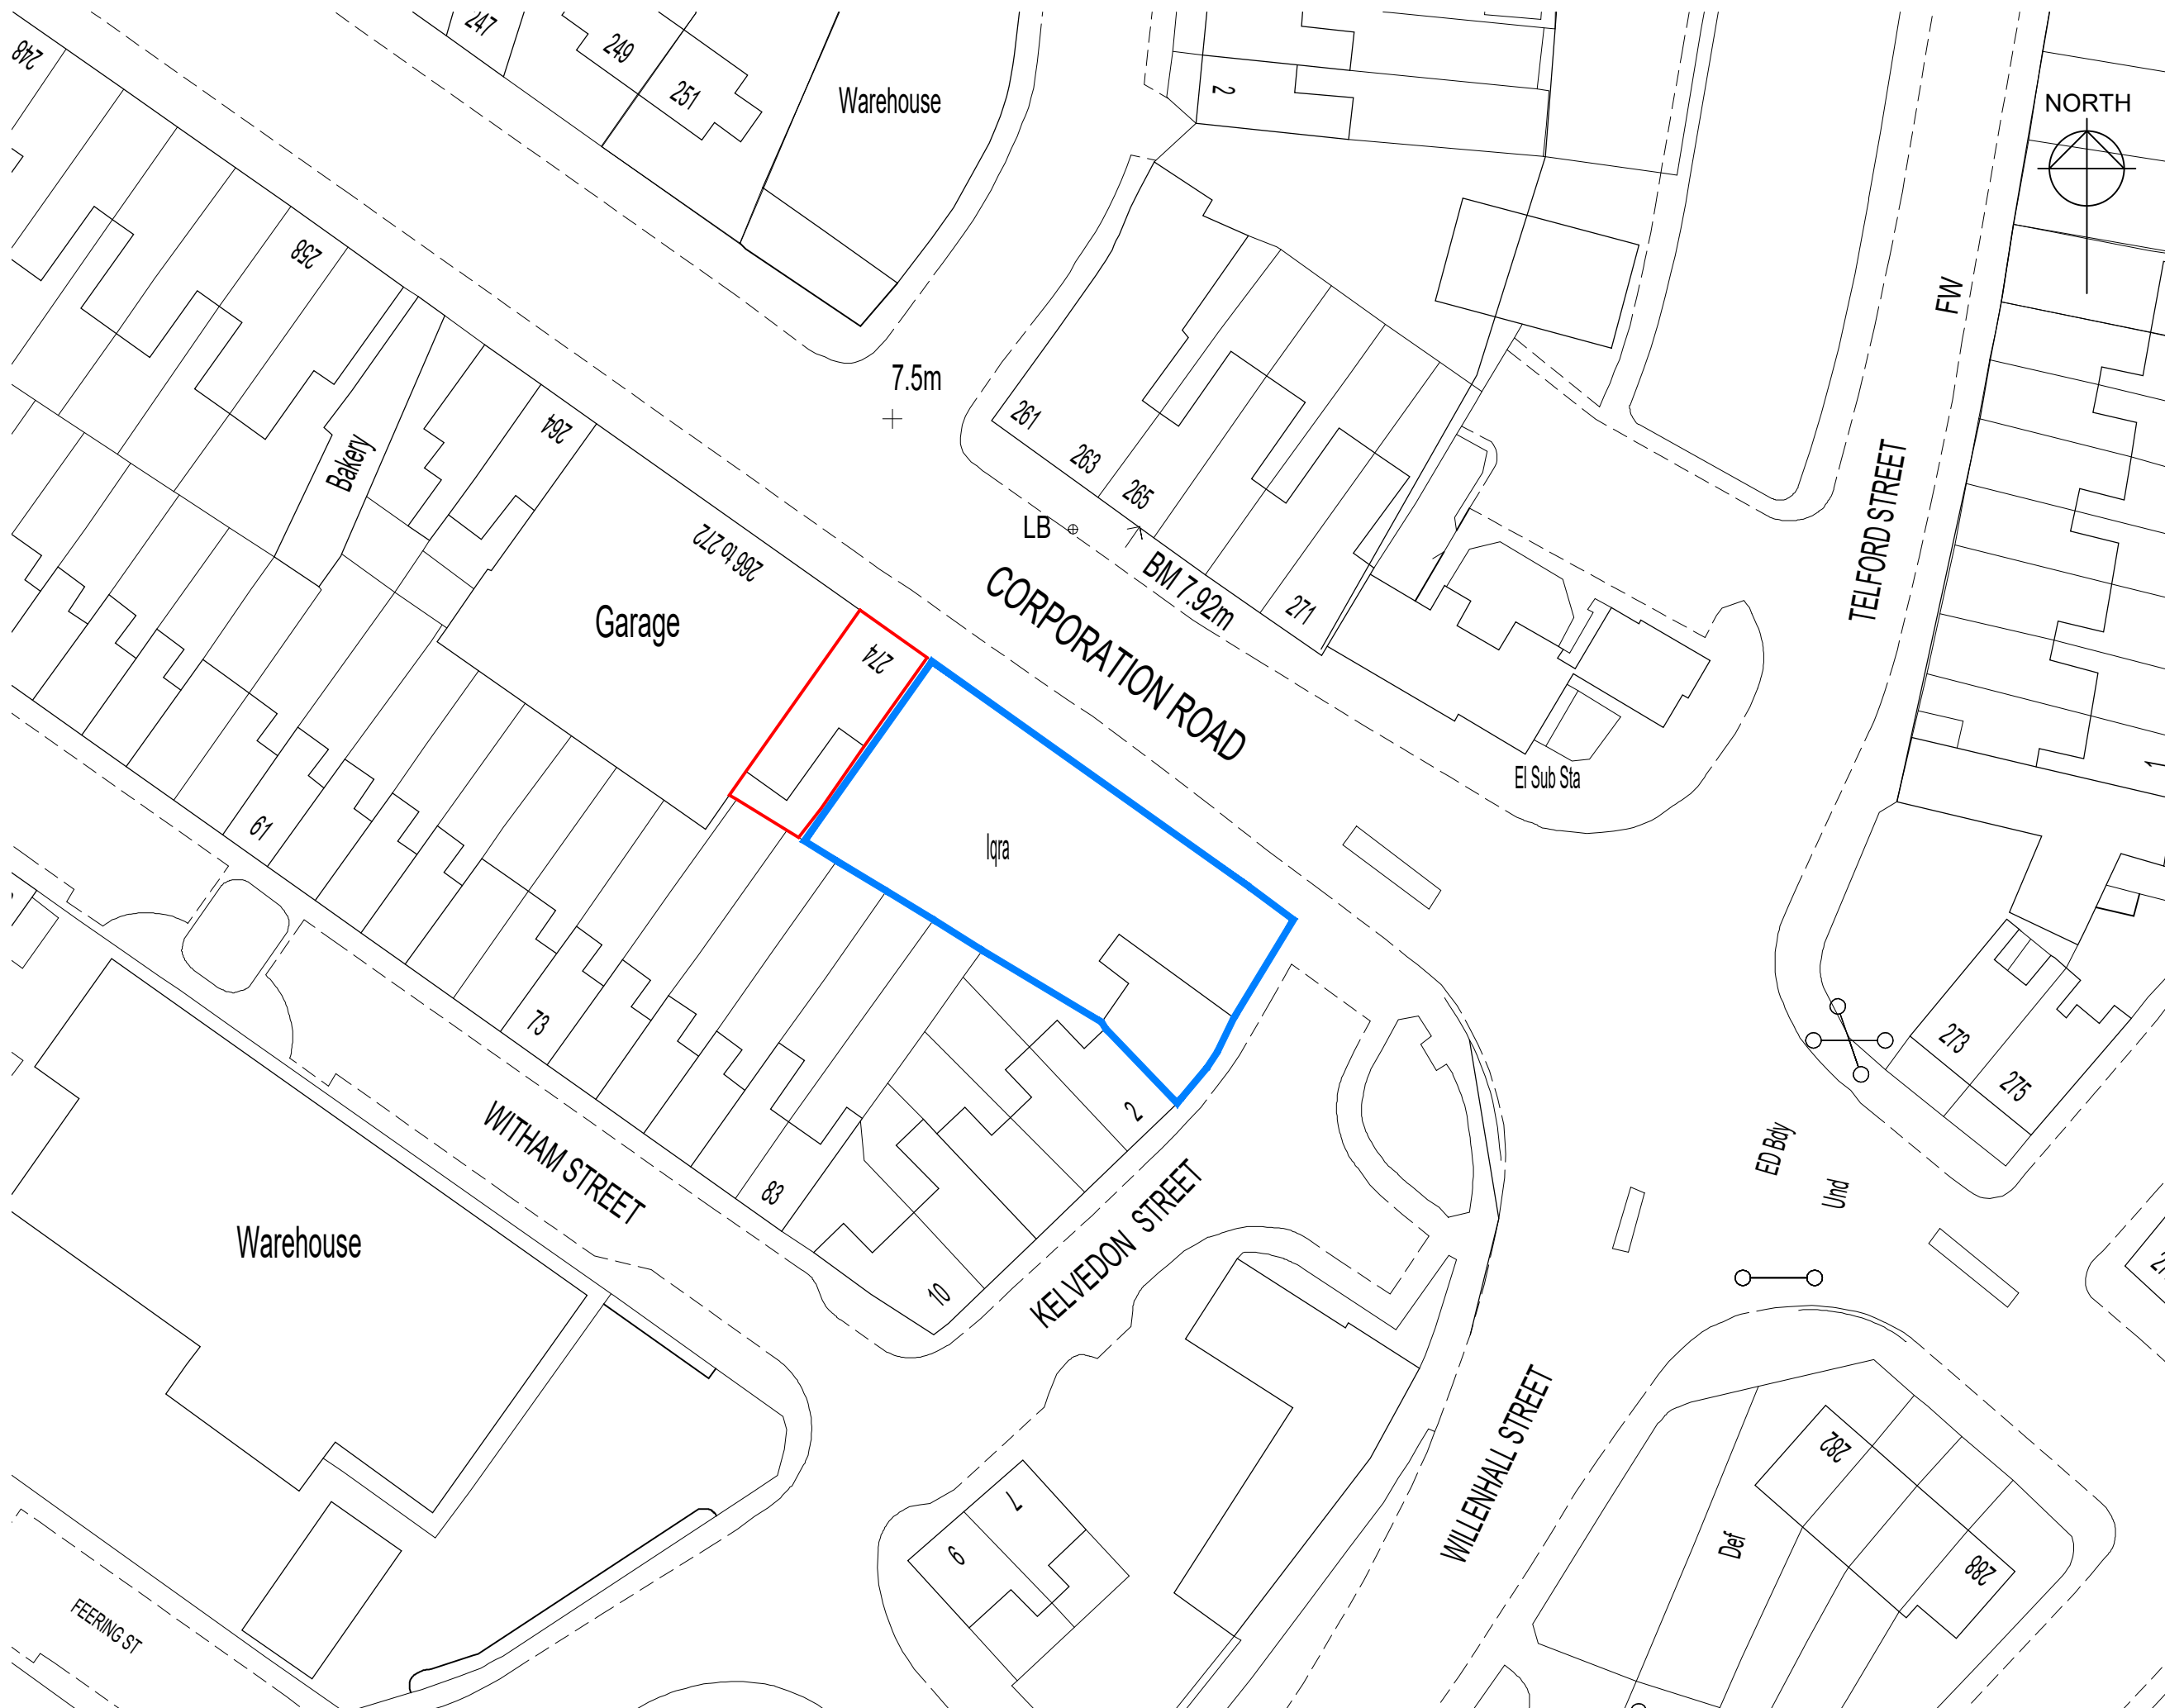 247
248
249
251
Warehouse
2
NORTH
258
FW
7.5m
261
263
265
264
Bakery
LB
BM 7.92m
271
266 to 272
Garage
CORPORATION ROAD
TELFORD STREET
274
El Sub Sta
1
Iqra
61
73
273
275
2
83
WITHAM STREET
KELVEDON STREET
ED Bdy
Und
Warehouse
10
WILLENHALL STREET
282
Def
288
7
9
FEERING ST